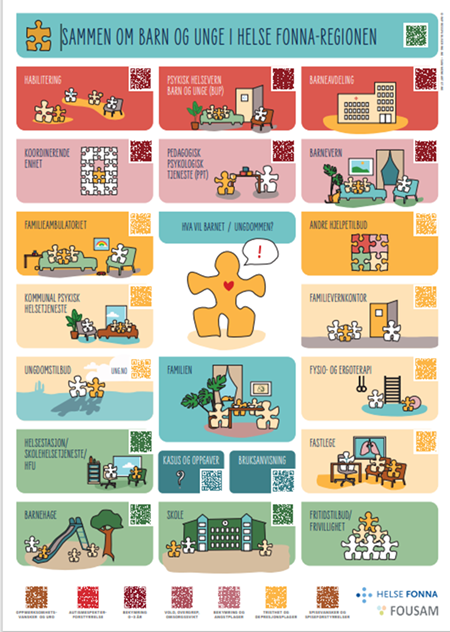 SAMMEN OM BARN OG UNGE I HELSE FONNA-REGIONEN
HABILITERING
PSYKISK HELSEVERN
BARN OG UNGE (BUP)
BARNEAVDELING
KOORDINERENDE
ENHET
PEDAGOGISK
PSYKOLOGISK
TJENESTE (PPT)
BARNEVERN
FAMILIEAMBULATORIET
HVA VIL BARNET / UNGDOMMEN?
!
ANDRE HJELPETILBUD
KOMMUNAL PSYKISK
HELSETJENESTE
FAMILIEVERNKONTOR
UNGDOMSTILBUD
UNG.NO
FAMILIEN
FYSIO- OG ERGOTERAPI
HELSESTASJON/
SKOLEHELSETJENESTE/
HFU
KASUS OG OPPGAVER
?
BRUKSANVISNING
FASTLEGE
BARNEHAGE
SKOLE
FRITIDSTILBUD/
FRIVILLIGHET
HELSE FONNA
FOUSAM